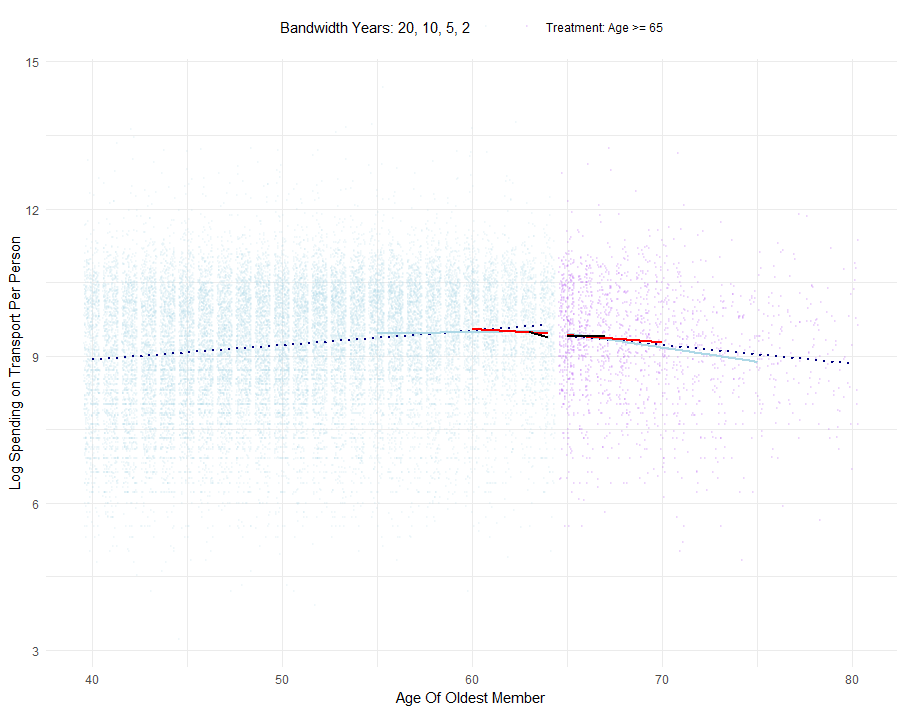 Bandwidth Years: 20, 10, 5, 2
Treatment: Age >= 65
15
12
9
6
3
Log Spending on Transport Per Person
40 50 60 70 80
Age Of Oldest Member